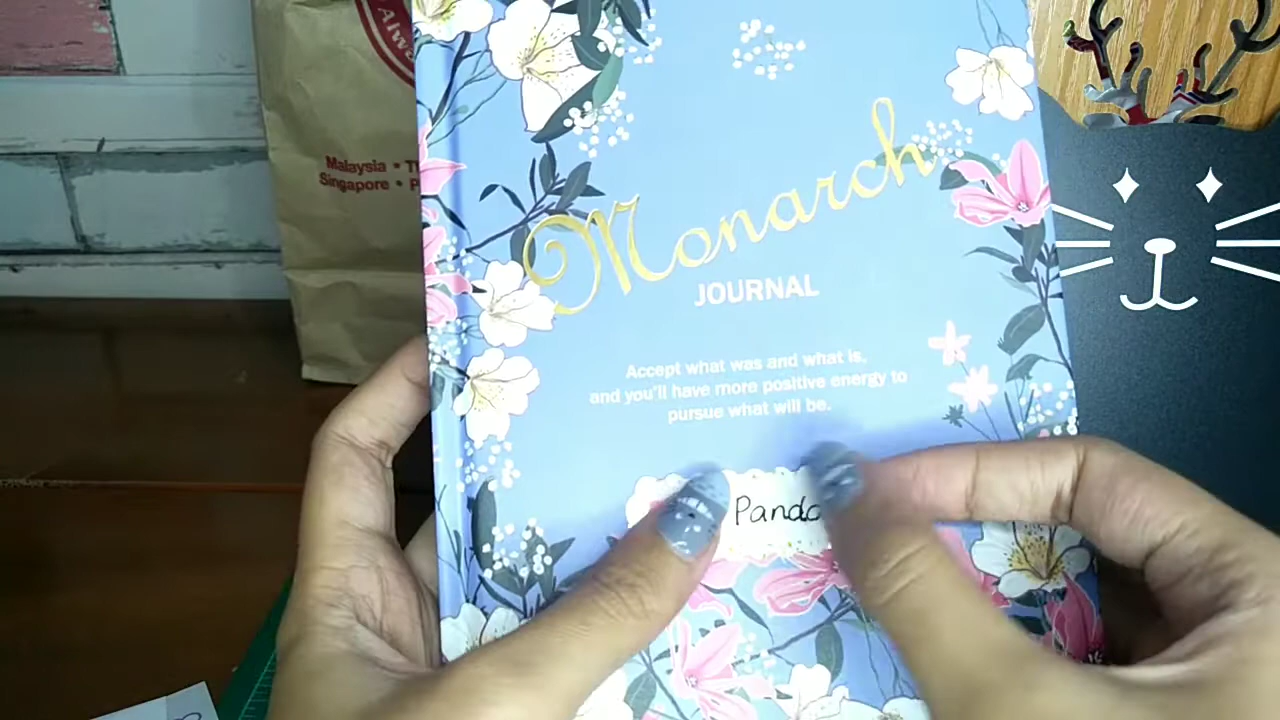 Malaysia •
Singapore •
Monarch
JOURNAL
Accept what was and what is,
and you'll have more positive energy to
pursue what will be.